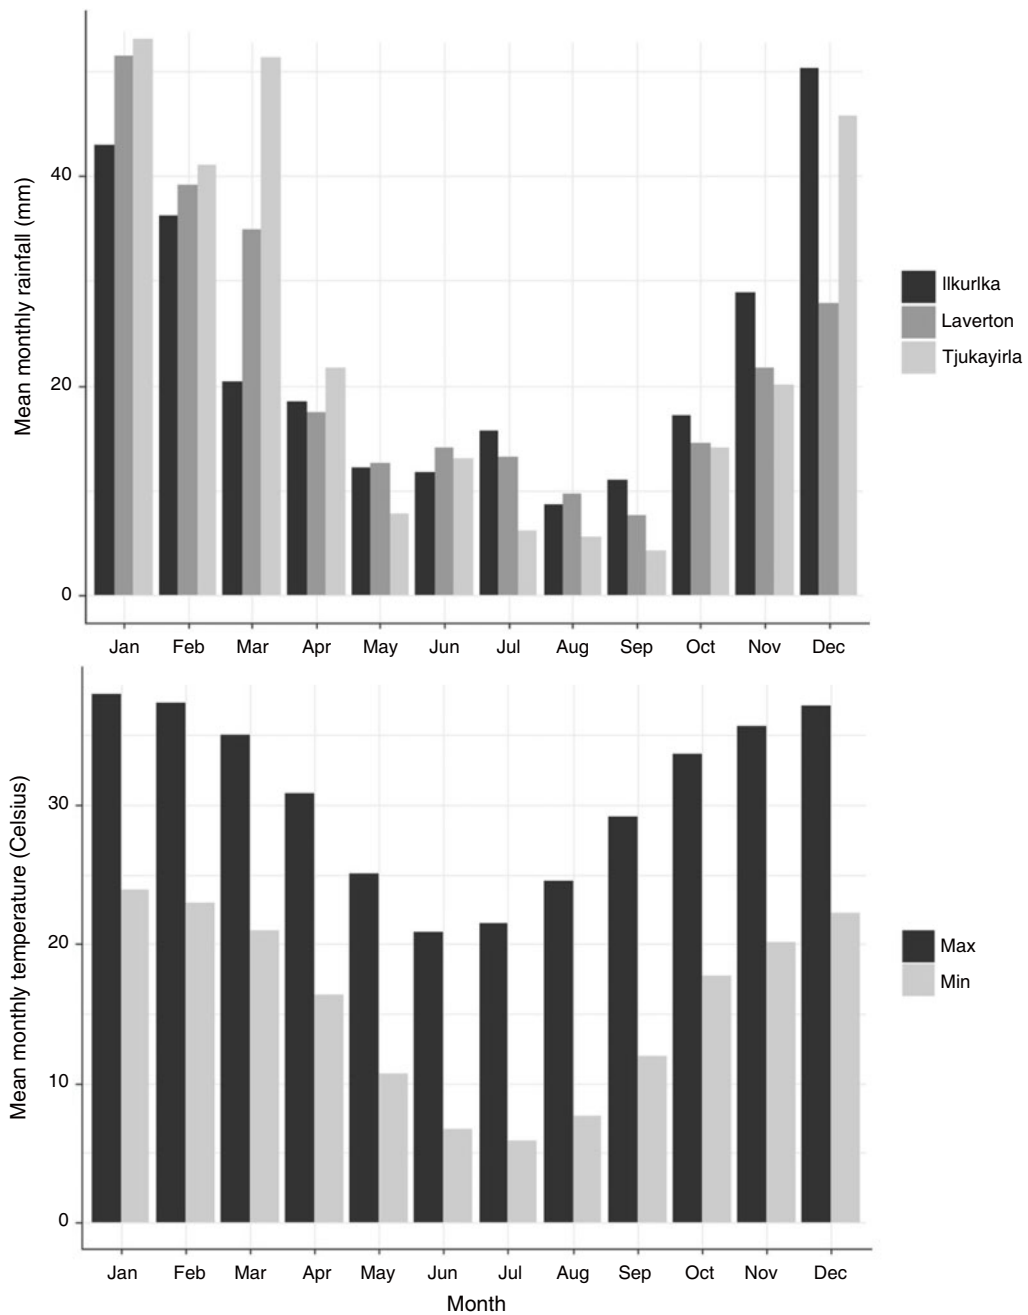 Mean monthly rainfall (mm)
40
20
0
Jan Feb Mar Apr May Jun Jul Aug Sep Oct Nov Dec
Ilkurlka
Laverton
Tjukayirla
Mean monthly temperature (Celsius)
30
20
10
0
Jan Feb Mar Apr May Jun Jul Aug Sep Oct Nov Dec
Max
Min
Month